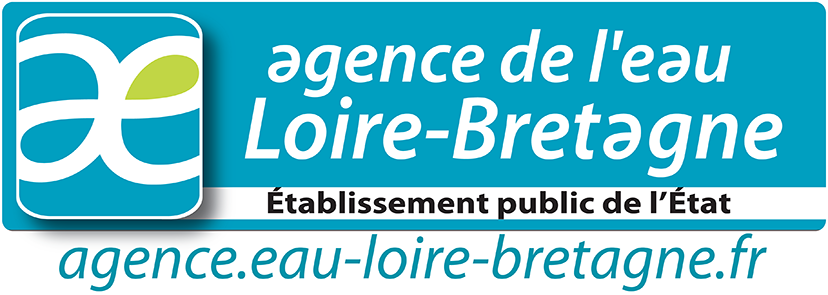 æ
agence de l'eau
Loire-Bretagne
Établissement public de l’État
agence.eau-loire-bretagne.fr